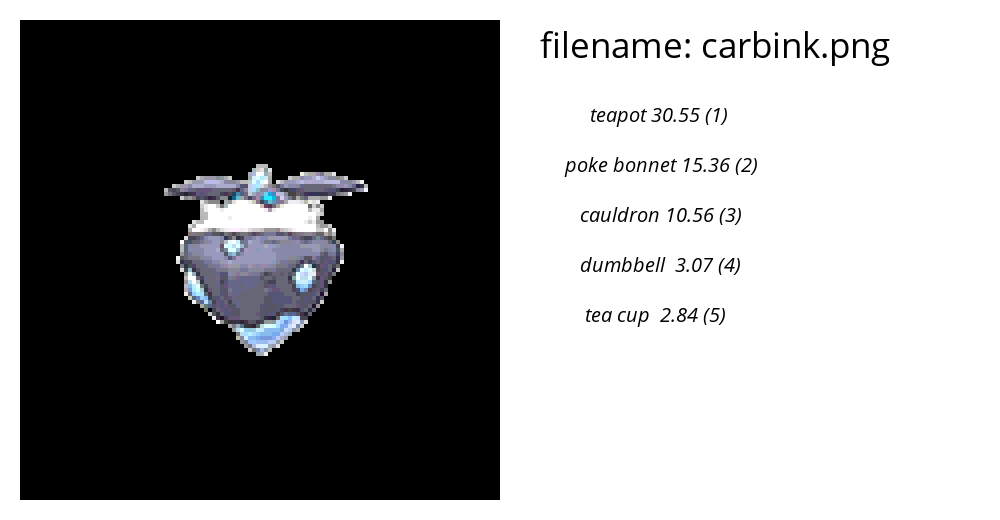 filename: carbink.png
teapot 30.55 (1)
poke bonnet 15.36 (2)
cauldron 10.56 (3)
dumbbell 3.07 (4)
tea cup 2.84 (5)